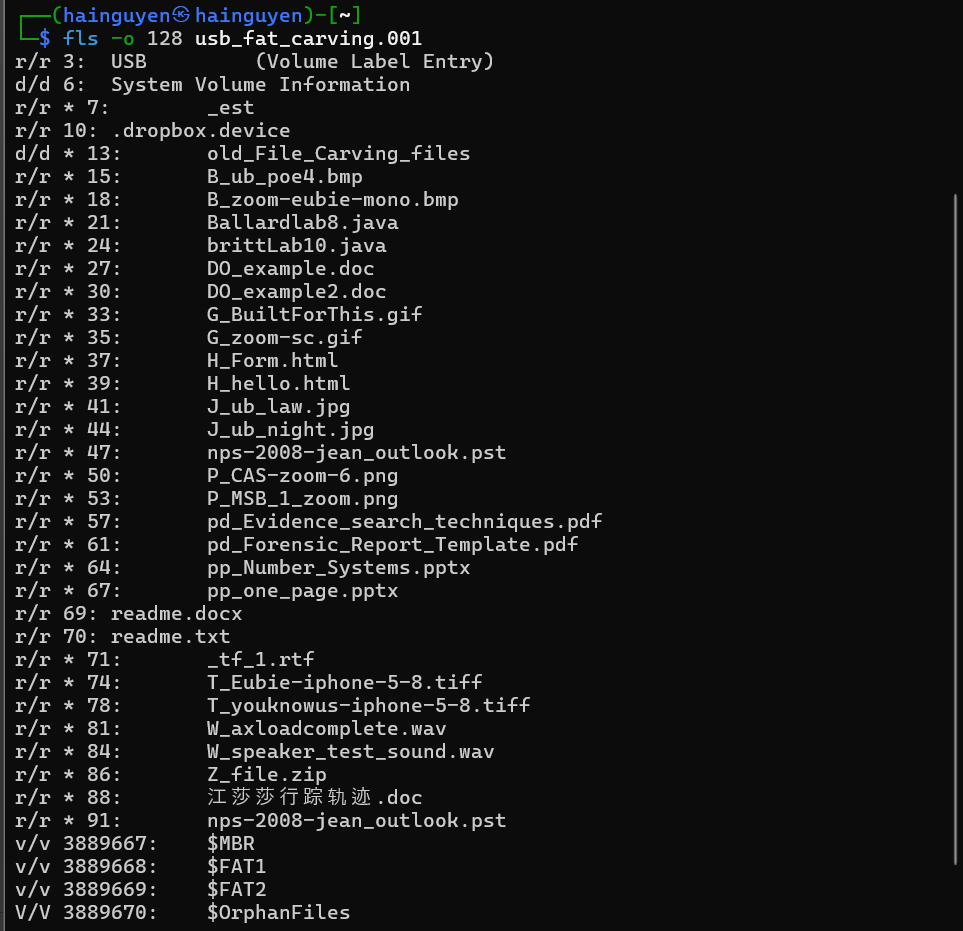 ┌──(hainguyen㉿hainguyen)-[~]
└─$ fls -o 128 usb_fat_carving.001
r/r 3:  USB         (Volume Label Entry)
d/d 6:  System Volume Information
r/r * 7:        _est
r/r 10: .dropbox.device
d/d * 13:       old_File_Carving_files
r/r * 15:       B_ub_poe4.bmp
r/r * 18:       B_zoom-eubie-mono.bmp
r/r * 21:       Ballardlab8.java
r/r * 24:       brittLab10.java
r/r * 27:       DO_example.doc
r/r * 30:       DO_example2.doc
r/r * 33:       G_BuiltForThis.gif
r/r * 35:       G_zoom-sc.gif
r/r * 37:       H_Form.html
r/r * 39:       H_hello.html
r/r * 41:       J_ub_law.jpg
r/r * 44:       J_ub_night.jpg
r/r * 47:       nps-2008-jean_outlook.pst
r/r * 50:       P_CAS-zoom-6.png
r/r * 53:       P_MSB_1_zoom.png
r/r * 57:       pd_Evidence_search_techniques.pdf
r/r * 61:       pd_Forensic_Report_Template.pdf
r/r * 64:       pp_Number_Systems.pptx
r/r * 67:       pp_one_page.pptx
r/r 69: readme.docx
r/r 70: readme.txt
r/r * 71:       _tf_1.rtf
r/r * 74:       T_Eubie-iphone-5-8.tiff
r/r * 78:       T_youknowus-iphone-5-8.tiff
r/r * 81:       W_axloadcomplete.wav
r/r * 84:       W_speaker_test_sound.wav
r/r * 86:       Z_file.zip
r/r * 88:       江莎莎行踪轨迹.doc
r/r * 91:       nps-2008-jean_outlook.pst
v/v 3889667:    $MBR
v/v 3889668:    $FAT1
v/v 3889669:    $FAT2
V/V 3889670:    $OrphanFiles